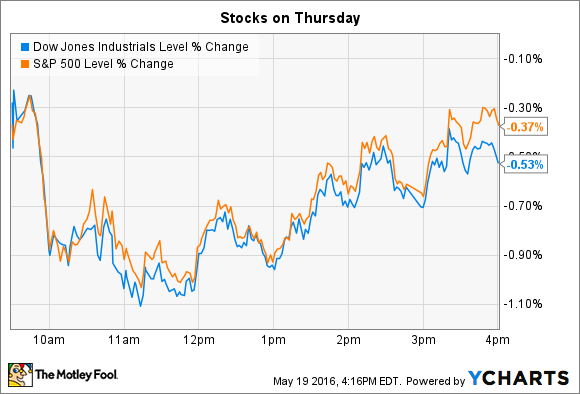 Stocks on Thursday
Dow Jones Industrials Level % Change
S&P 500 Level % Change
-0.10%
-0.30%
-0.37%
-0.53%
-0.70%
-0.90%
-1.10%
10am 11am 12pm 1pm 2pm 3pm 4pm
The Motley Fool.
May 19 2016, 4:16PM EDT. Powered by YCHARTS